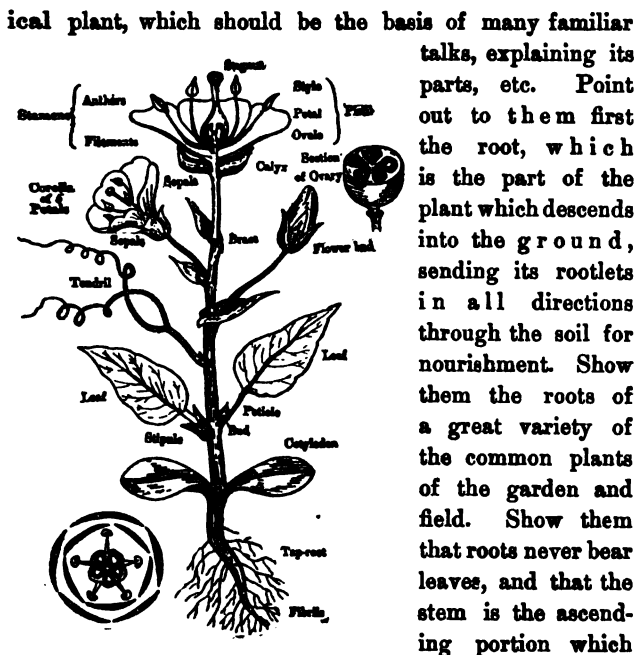 ical plant, which should be the basis of many familiar
talks, explaining its
parts, etc. Point
out to them first
the root, which
is the part of the
plant which descends
into the ground,
sending its rootlets
in all directions
through the soil for
nourishment. Show
them the roots of
a great variety of
the common plants
of the garden and
field. Show them
that roots never bear
leaves, and that the
stem is the ascend-
ing portion which
Stamens
Anthers
Filaments
Style
Petal
Ovule
Calyx
Section
of Ovary
Sepals
Corolla
of 5
Petals
Sepals
Bract
Flower bud
Tendril
Leaf
Leaf
Petiole
Bud
Stipule
Cotyledon
Tap-root
Fibrils